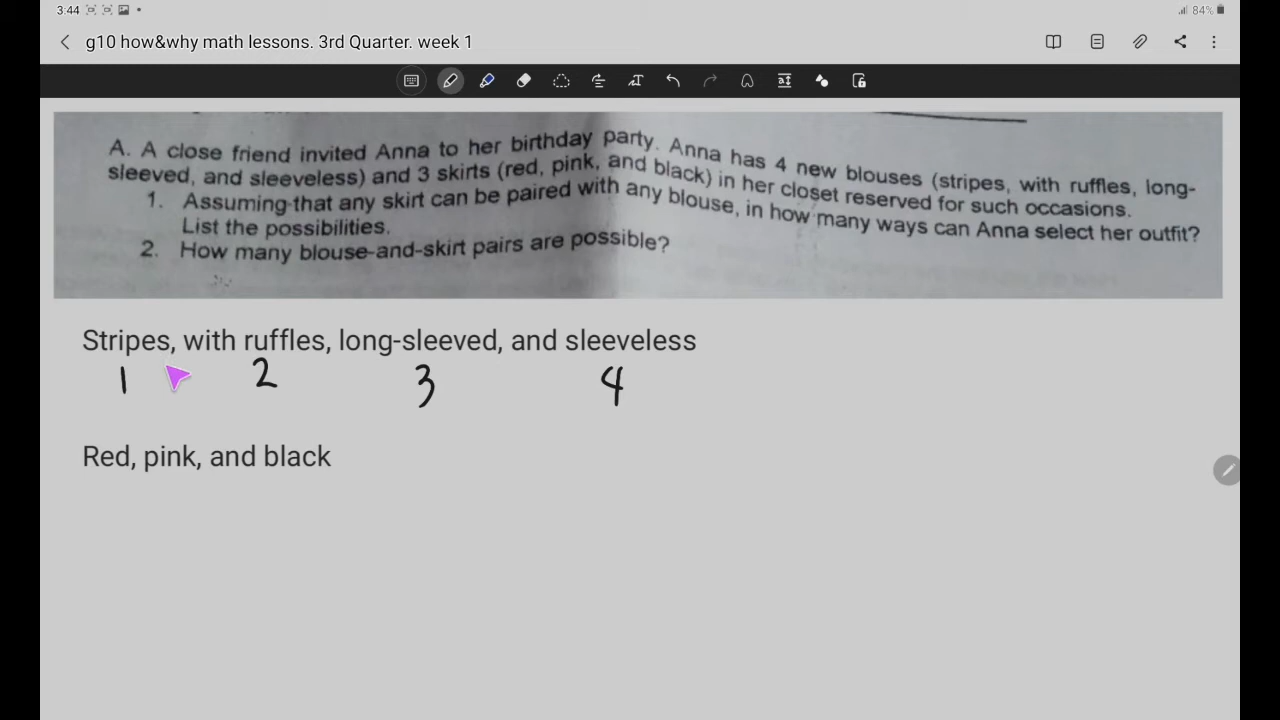 3:44 84%
g10 how&why math lessons. 3rd Quarter. week 1
A. A close friend invited Anna to her birthday party. Anna has 4 new blouses (stripes, with ruffles, long-
sleeved, and sleeveless) and 3 skirts (red, pink, and black) in her closet reserved for such occasions.
1. Assuming that any skirt can be paired with any blouse, in how many ways can Anna select her outfit?
List the possibilities.
2. How many blouse-and-skirt pairs are possible?
Stripes, with ruffles, long-sleeved, and sleeveless
1 2 3 4
Red, pink, and black